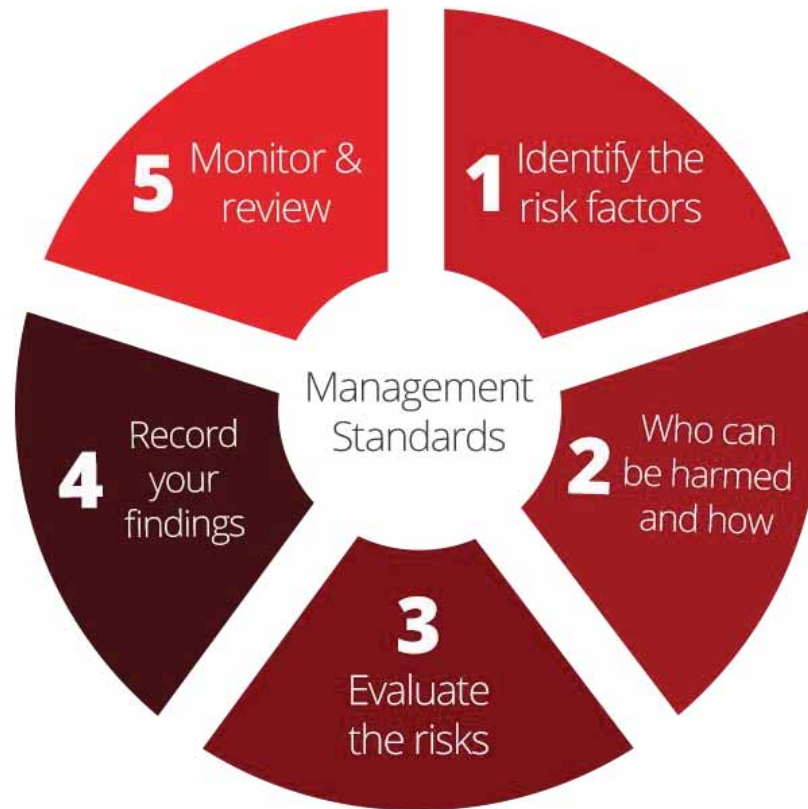 Management
Standards
1
Identify the
risk factors
2
Who can
be harmed
and how
3
Evaluate
the risks
4
Record
your
findings
5
Monitor &
review